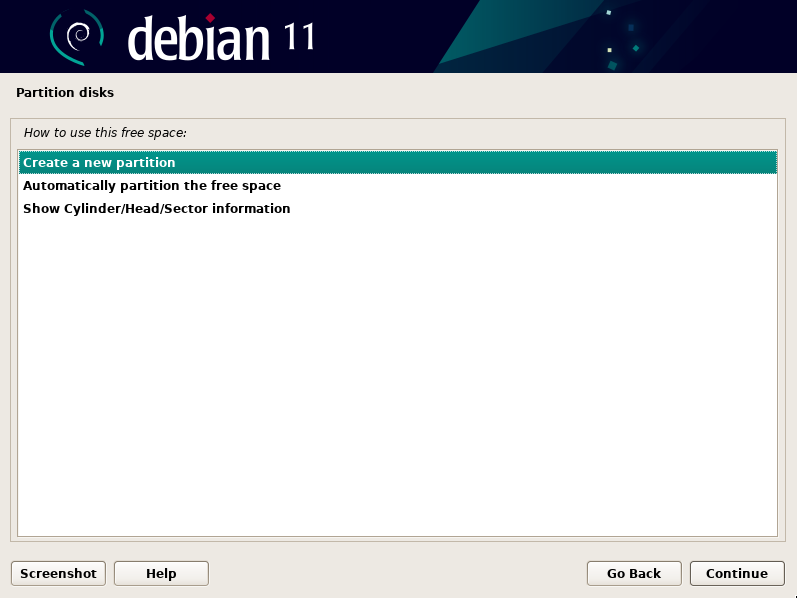 debian 11
Partition disks
How to use this free space:
Create a new partition
Automatically partition the free space
Show Cylinder/Head/Sector information
Screenshot Help Go Back Continue